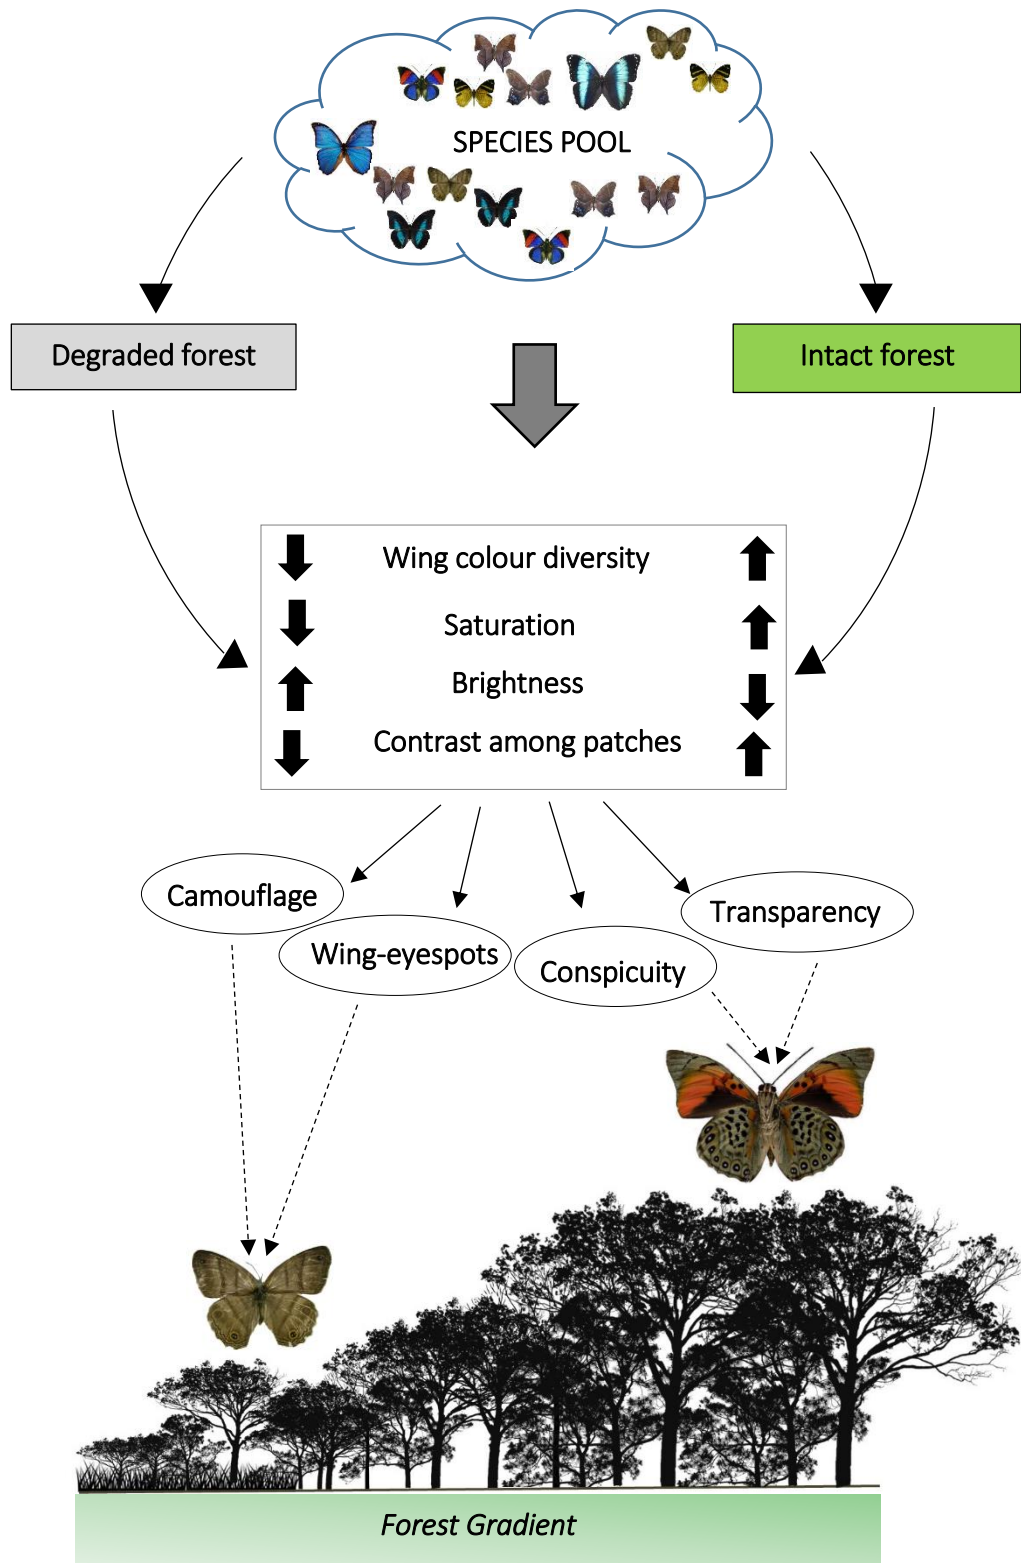 SPECIES POOL
Degraded forest
Intact forest
Wing colour diversity
Saturation
Brightness
Contrast among patches
Camouflage
Transparency
Wing-eyespots
Conspicuity
Forest Gradient